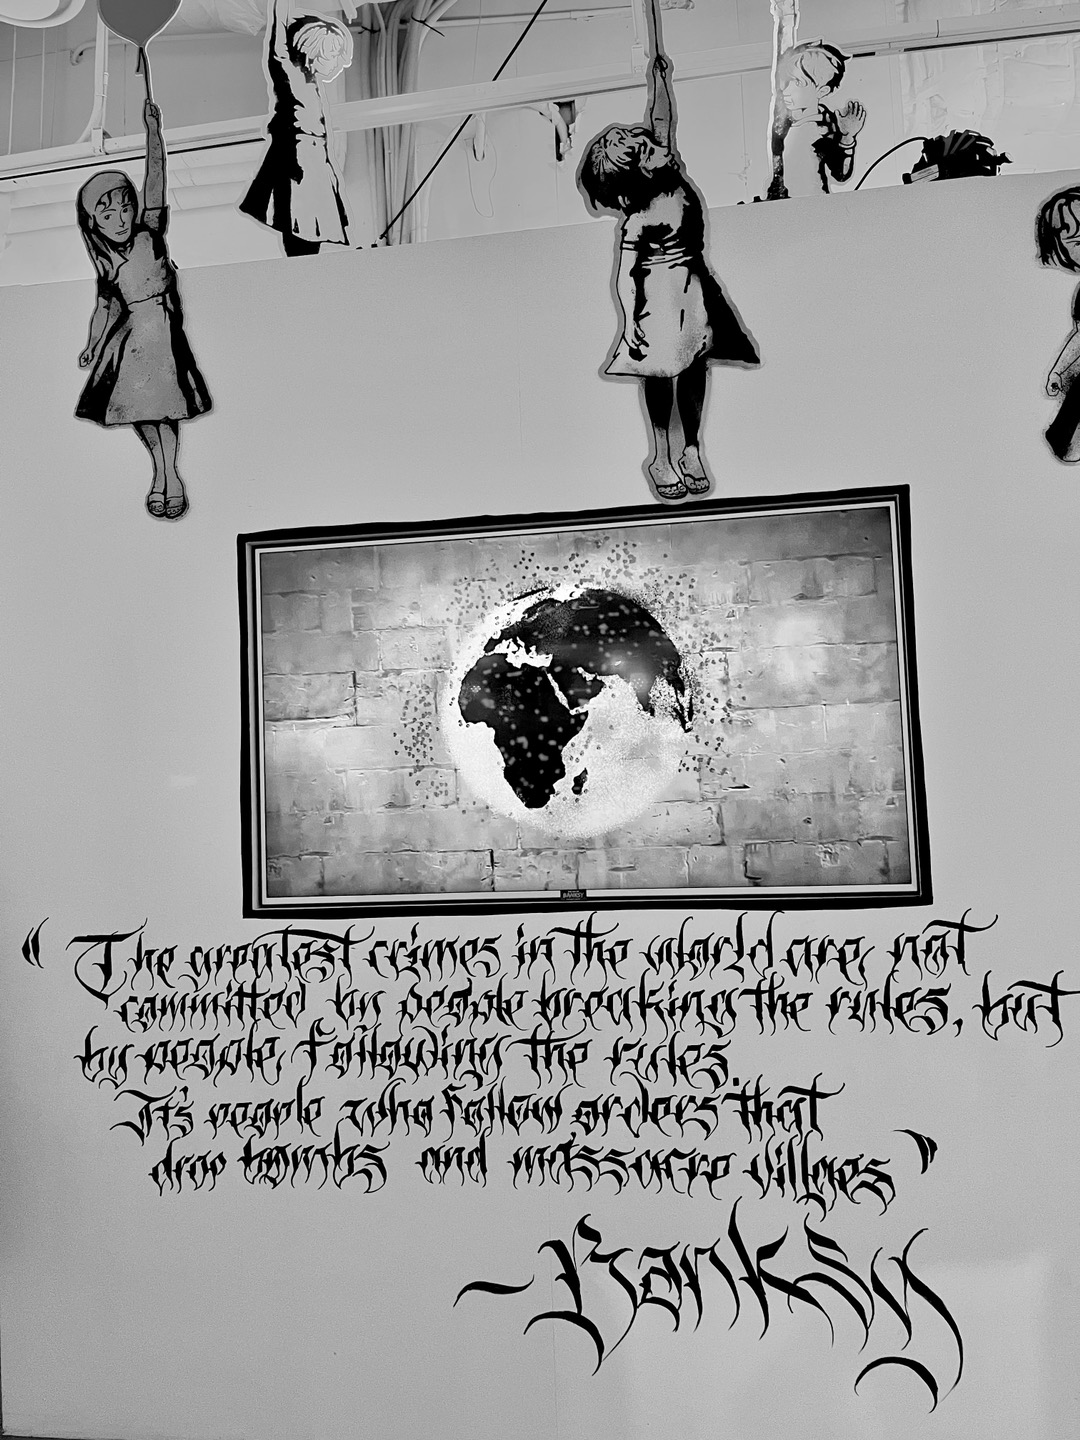 BANKSY
"The greatest crimes in the world are, not
committed by people breaking the rules, but
by people, following the rules.
It's people who follow orders that
drop bombs and massacre villages"
- Banksy